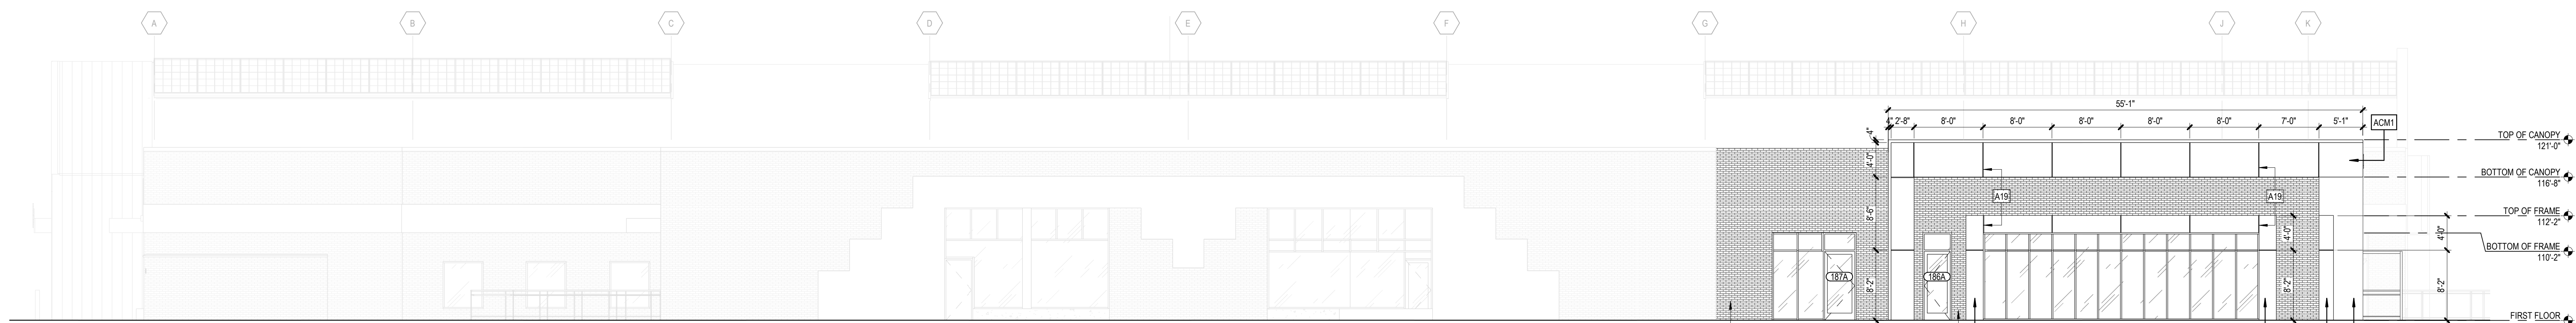 A
B
C
D
E
F
G
H
J
K
55'-1"
4" 2'-8" 8'-0" 8'-0" 8'-0" 8'-0" 8'-0" 7'-0" 5'-1"
ACM1
4"
4'-0"
8'-6"
8'-2"
A19
A19
187A
186A
4'-0"
8'-2"
4'-0"
8'-2"
TOP OF CANOPY
121'-0"
BOTTOM OF CANOPY
116'-8"
TOP OF FRAME
112'-2"
BOTTOM OF FRAME
110'-2"
FIRST FLOOR